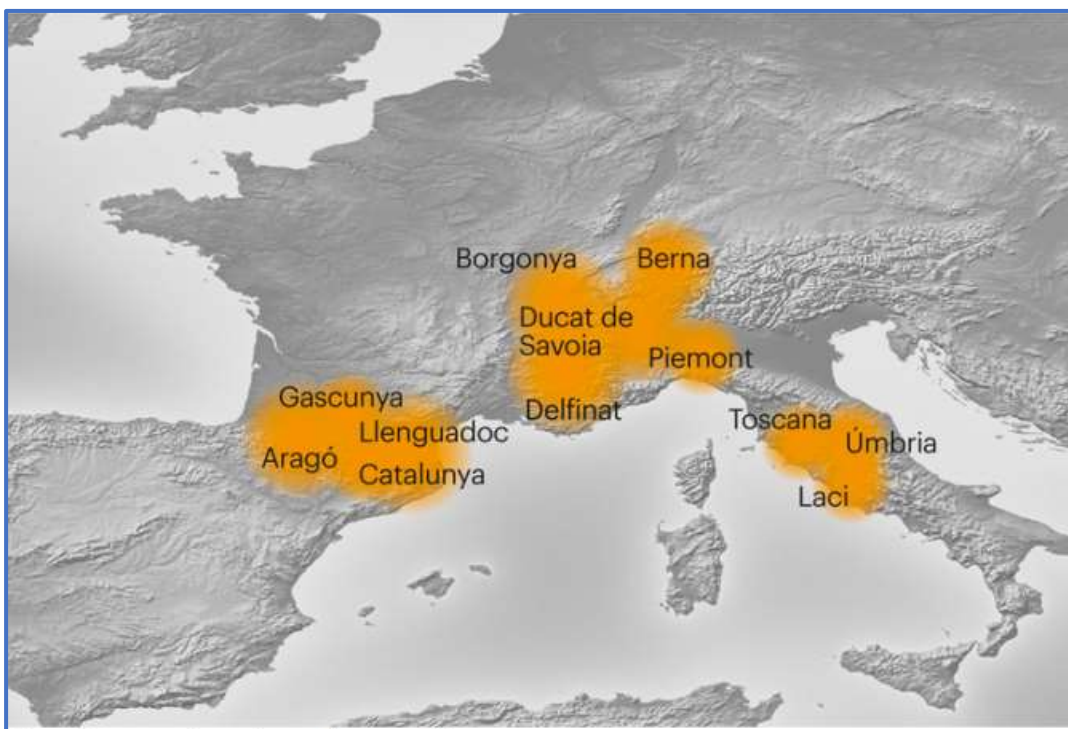 Borgonya
Berna
Ducat de
Savoia
Piemont
Delfinat
Gascunya
Llenguadoc
Aragó
Catalunya
Toscana
Úmbria
Laci